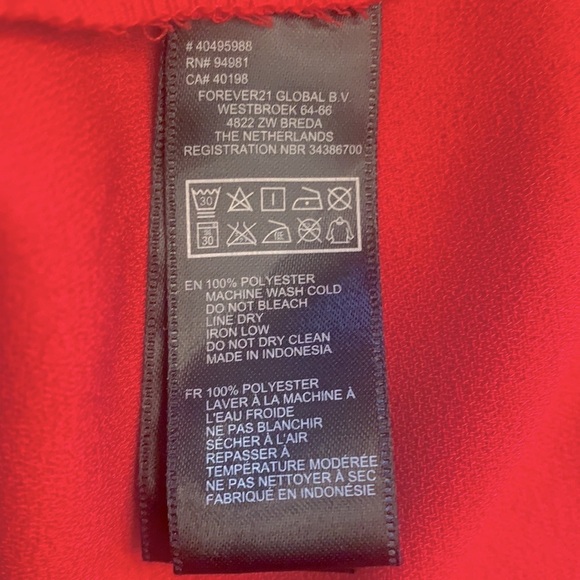 # 40495988
RN# 94981
CA# 40198
FOREVER21 GLOBAL B.V.
WESTBROEK 64-66
4822 ZW BREDA
THE NETHERLANDS
REGISTRATION NBR 34386700
30
30
EN 100% POLYESTER
MACHINE WASH COLD
DO NOT BLEACH
LINE DRY
IRON LOW
DO NOT DRY CLEAN
MADE IN INDONESIA
FR 100% POLYESTER
LAVER À LA MACHINE À
L'EAU FROIDE
NE PAS BLANCHIR
SÉCHER À L'AIR
REPASSER À
TEMPÉRATURE MODÉRÉE
NE PAS NETTOYER À SEC
FABRIQUÉ EN INDONÉSIE